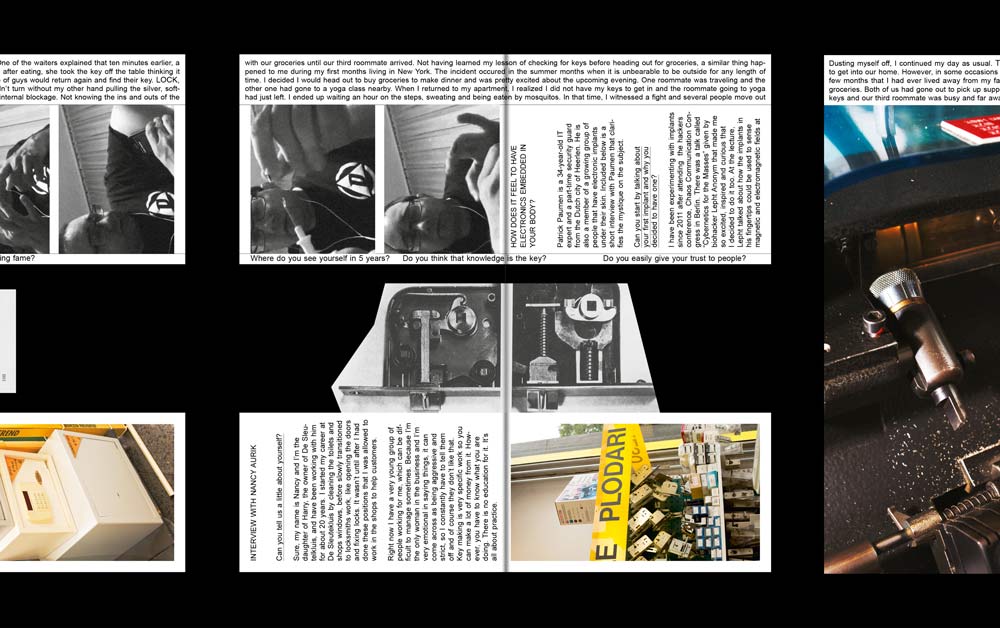 One of the waiters explained that ten minutes earlier, a
after eating, she took the key off the table thinking it
of guys would return again and find their key. LOCK,
n't turn without my other hand pulling the silver, soft-
internal blockage. Not knowing the ins and outs of the
ing fame?
TREND
with our groceries until our third roommate arrived. Not having learned my lesson of checking for keys before heading out for groceries, a similar thing hap-
pened to me during my first months living in New York. The incident occured in the summer months when it is unbearable to be outside for any length of
time. I decided I would head out to buy groceries to make dinner and was pretty excited about the upcoming evening. One roommate was traveling and the
other one had gone to a yoga class nearby. When I returned to my apartment, I realized I did not have my keys to get in and the roommate going to yoga
had just left. I ended up waiting an hour on the steps, sweating and being eaten by mosquitos. In that time, I witnessed a fight and several people move out
HOW DOES IT FEEL TO HAVE
ELECTRONICS EMBEDDED IN
YOUR BODY?
Patrick Paumen is a 34-year-old IT
expert and a part-time security guard
from the Dutch city of Heerlen. He is
also a member of a growing group of
people that have electronic implants
under their skin. Included below is a
short interview with Paumen that clari-
fies the mystique on the subject.
Can you start by talking about
your first implant and why you
decided to have one?
I have been experimenting with implants
since 2011 after attending the hackers
conference, Chaos Communication Con-
gress in Berlin. There was a talk called
"Cybernetics for the Masses" given by
biohacker Lepht Anonym that made me
so excited, inspired and curious that
I decided to do it too. At the lecture,
Lepht talked about how the implants in
his fingertips could be used to sense
magnetic and electromagnetic fields at
Where do you see yourself in 5 years?
Do you think that knowledge is the key?
Do you easily give your trust to people?
INTERVIEW WITH NANCY AURIK
Can you tell us a little about yourself?
Sure, my name is Nancy and I'm the
daughter of Harry, the owner of De Sleu-
telkluis, and have been working with him
for about 20 years. I started my career at
De Sleutelkluis by cleaning the toilets and
shops windows, before slowly transitioned
to locksmiths work, like opening the doors
and fixing locks. It wasn't until after I had
done these positions that I was allowed to
work in the shops to help customers.
Right now I have a very young group of
people working for me, which can be dif-
ficult to manage sometimes. Because I'm
the only woman in the business and I'm
very emotional in saying things, it can
come across as being aggressive and
strict, so I constantly have to tell them
off and of course they don't like that.
Key making is very specific work so you
can make a lot of money from it. How-
ever, you have to know what you are
doing. There is no education for it. It's
all about practice.
E PLODARI
Dusting myself off, I continued my day as usual. T
to get into our home. However, in some occasions
few months that I had ever lived away from my fa
groceries. Both of us had gone out to pick up supp
keys and our third roommate was busy and far awa